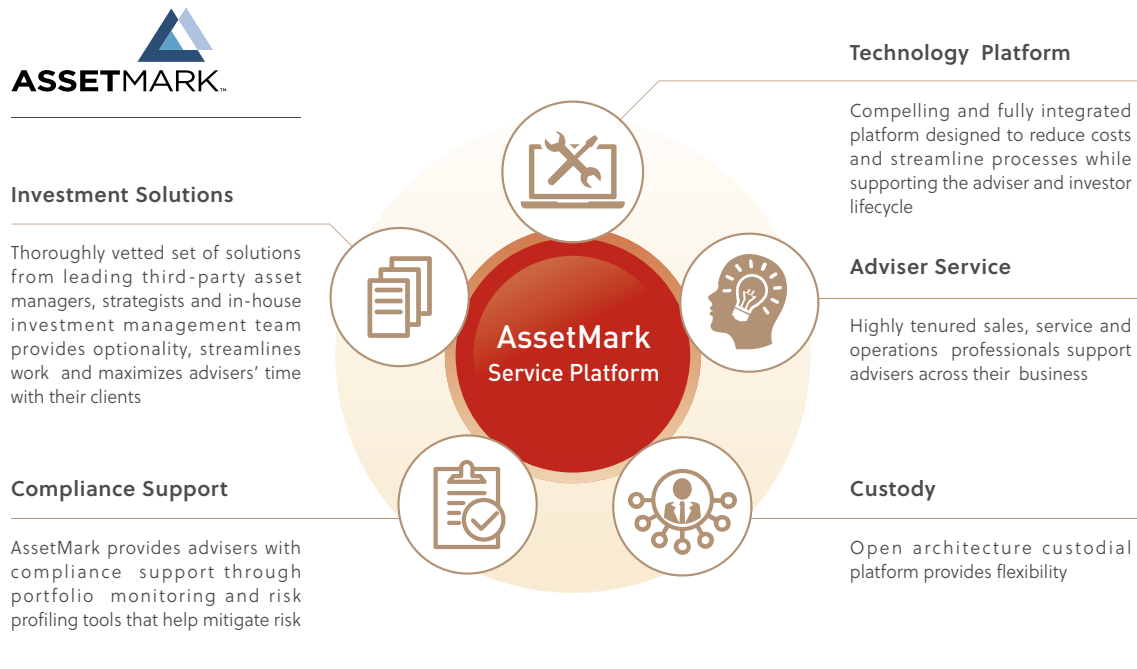 ASSETMARK™
Investment Solutions
Thoroughly vetted set of solutions
from leading third-party asset
managers, strategists and in-house
investment management team
provides optionality, streamlines
work and maximizes advisers’ time
with their clients
Compliance Support
AssetMark provides advisers with
compliance support through
portfolio monitoring and risk
profiling tools that help mitigate risk
AssetMark
Service Platform
Technology Platform
Compelling and fully integrated
platform designed to reduce costs
and streamline processes while
supporting the adviser and investor
lifecycle
Adviser Service
Highly tenured sales, service and
operations professionals support
advisers across their business
Custody
Open architecture custodial
platform provides flexibility